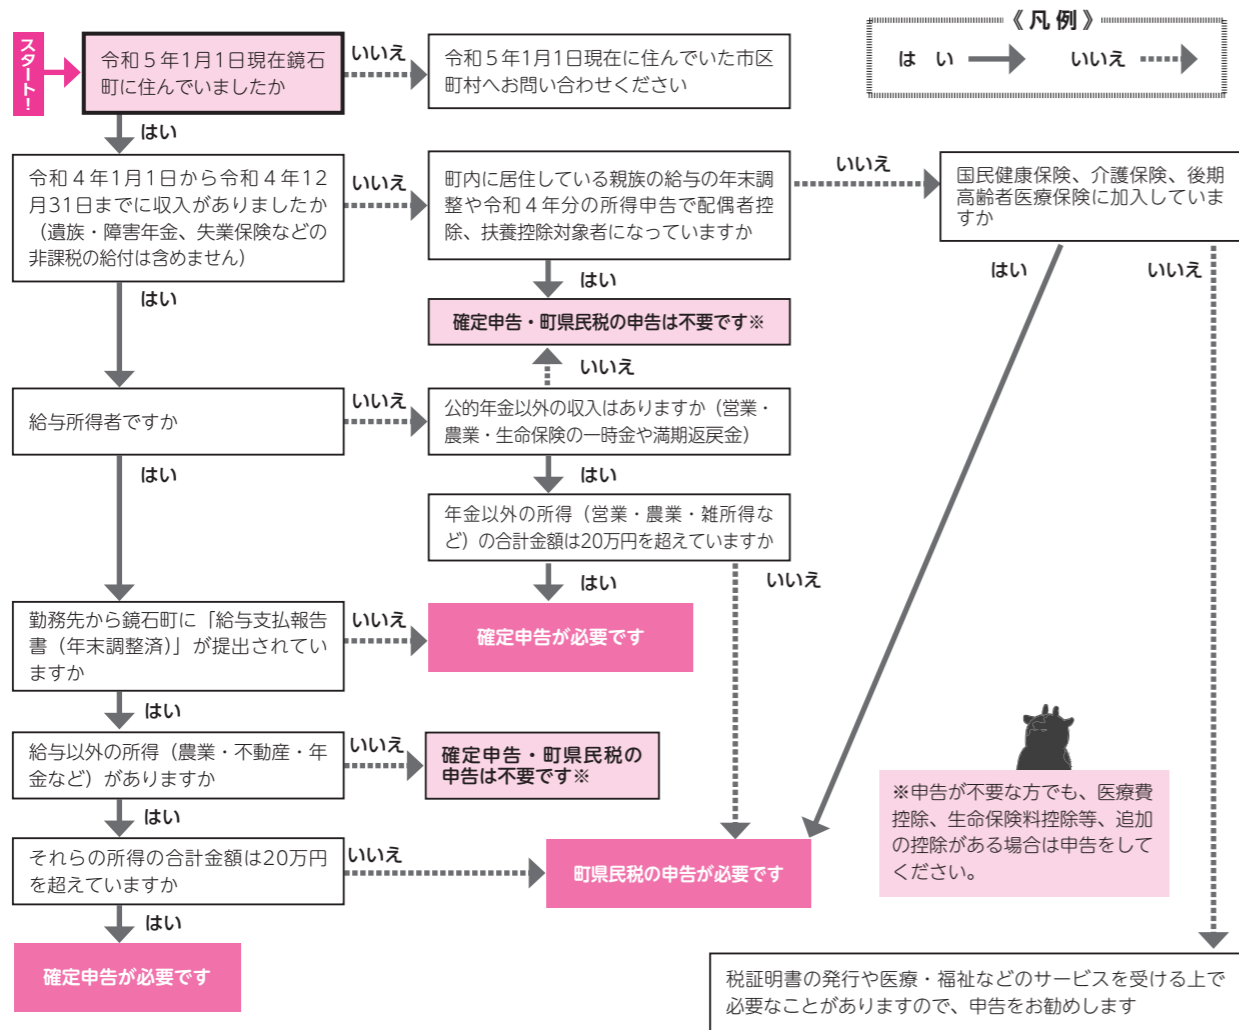 スタート！
令和５年1月1日現在鏡石
町に住んでいましたか
いいえ
令和５年1月1日現在に住んでいた市区
町村へお問い合わせください
《凡例》
は　い
いいえ
はい
令和４年1月1日から令和４年12
月31日までに収入がありましたか
（遺族・障害年金、失業保険などの
非課税の給付は含めません）
いいえ
町内に居住している親族の給与の年末調
整や令和４年分の所得申告で配偶者控
除、扶養控除対象者になっていますか
いいえ
国民健康保険、介護保険、後期
高齢者医療保険に加入していま
すか
はい
はい
はい
いいえ
確定申告・町県民税の申告は不要です※
いいえ
給与所得者ですか
いいえ
公的年金以外の収入はありますか（営業・
農業・生命保険の一時金や満期返戻金）
はい
はい
年金以外の所得（営業・農業・雑所得な
ど）の合計金額は20万円を超えていますか
はい
いいえ
勤務先から鏡石町に「給与支払報告
書（年末調整済）」が提出されてい
ますか
いいえ
確定申告が必要です
はい
給与以外の所得（農業・不動産・年
金など）がありますか
いいえ
確定申告・町県民税の
申告は不要です※
はい
それらの所得の合計金額は20万円
を超えていますか
いいえ
町県民税の申告が必要です
※申告が不要な方でも、医療費
控除、生命保険料控除等、追加
の控除がある場合は申告をして
ください。
はい
確定申告が必要です
税証明書の発行や医療・福祉などのサービスを受ける上で
必要なことがありますので、申告をお勧めします